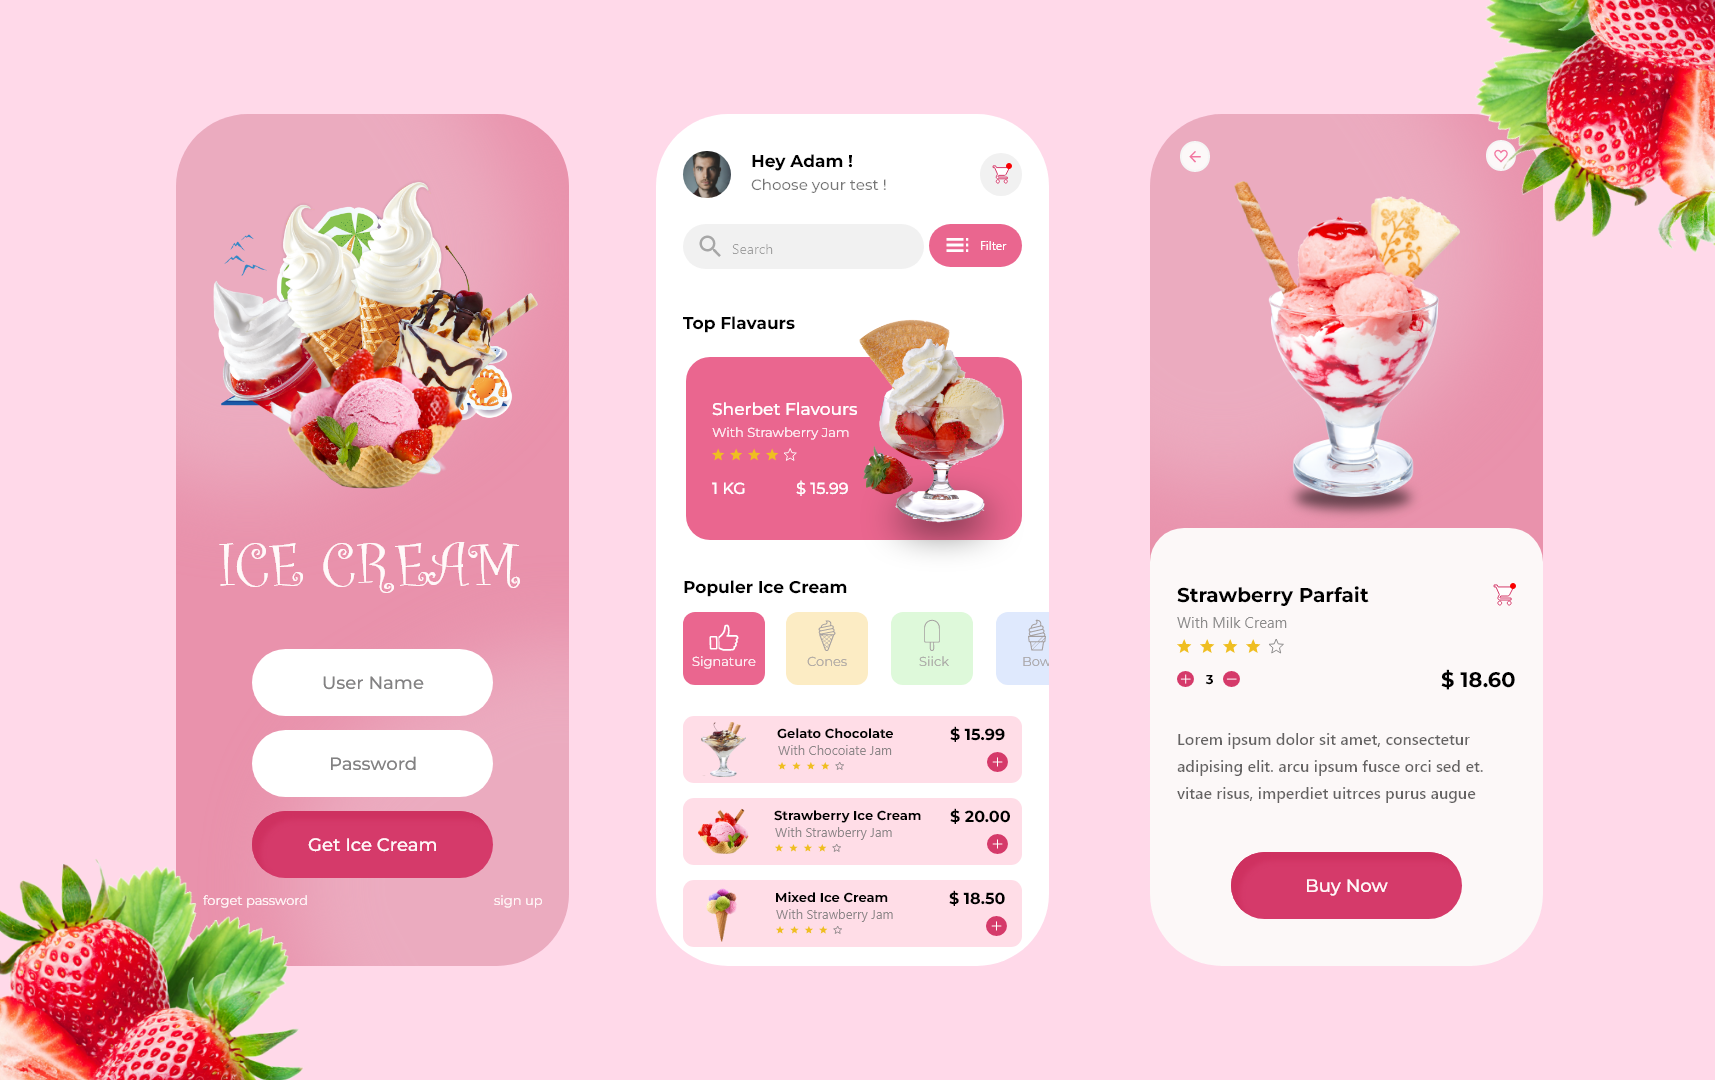 ICE CREAM
User Name
Password
Get Ice Cream
forget password
sign up
Hey Adam !
Choose your test !
Search
Filter
Top Flavaurs
Sherbet Flavours
With Strawberry Jam
1 KG
$ 15.99
Populer Ice Cream
Signature
Cones
Siick
Bow
Gelato Chocolate
With Chocoiate Jam
$ 15.99
Strawberry Ice Cream
With Strawberry Jam
$ 20.00
Mixed Ice Cream
With Strawberry Jam
$ 18.50
Strawberry Parfait
With Milk Cream
3
$ 18.60
Lorem ipsum dolor sit amet, consectetur
adipising elit. arcu ipsum fusce orci sed et.
vitae risus, imperdiet uitrces purus augue
Buy Now